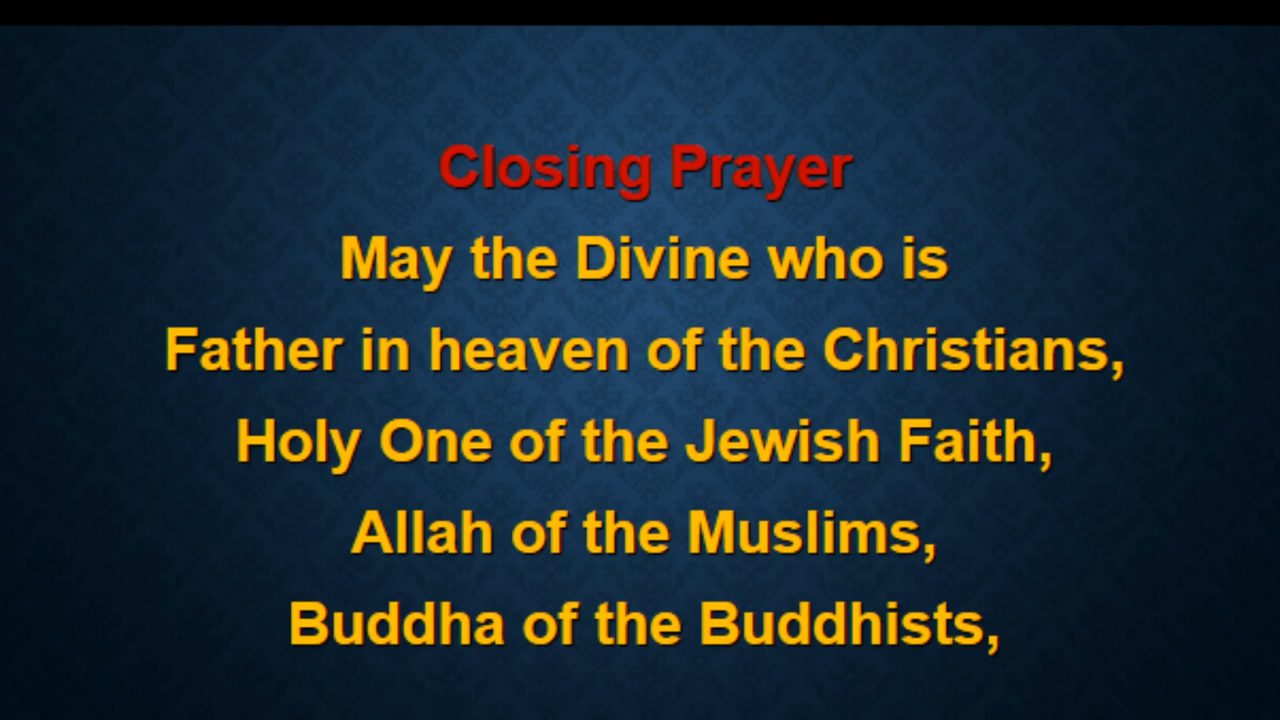 Closing Prayer
May the Divine who is
Father in heaven of the Christians,
Holy One of the Jewish Faith,
Allah of the Muslims,
Buddha of the Buddhists,